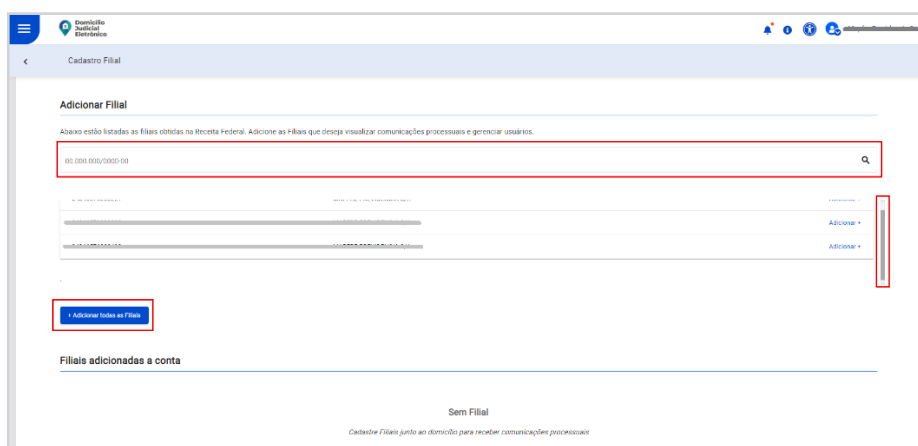 Domicílio
Judicial
Eletrônico
Cadastro Filial
Adicionar Filial
Abaixo estão listadas as filiais obtidas na Receita Federal. Adicione as Filiais que deseja visualizar comunicações processuais e gerenciar usuários.
00.000.000/0000-00
Adicionar +
Adicionar +
+ Adicionar todas as Filiais
Filiais adicionadas a conta
Sem Filial
Cadastre Filiais junto ao domicílio para receber comunicações processuais